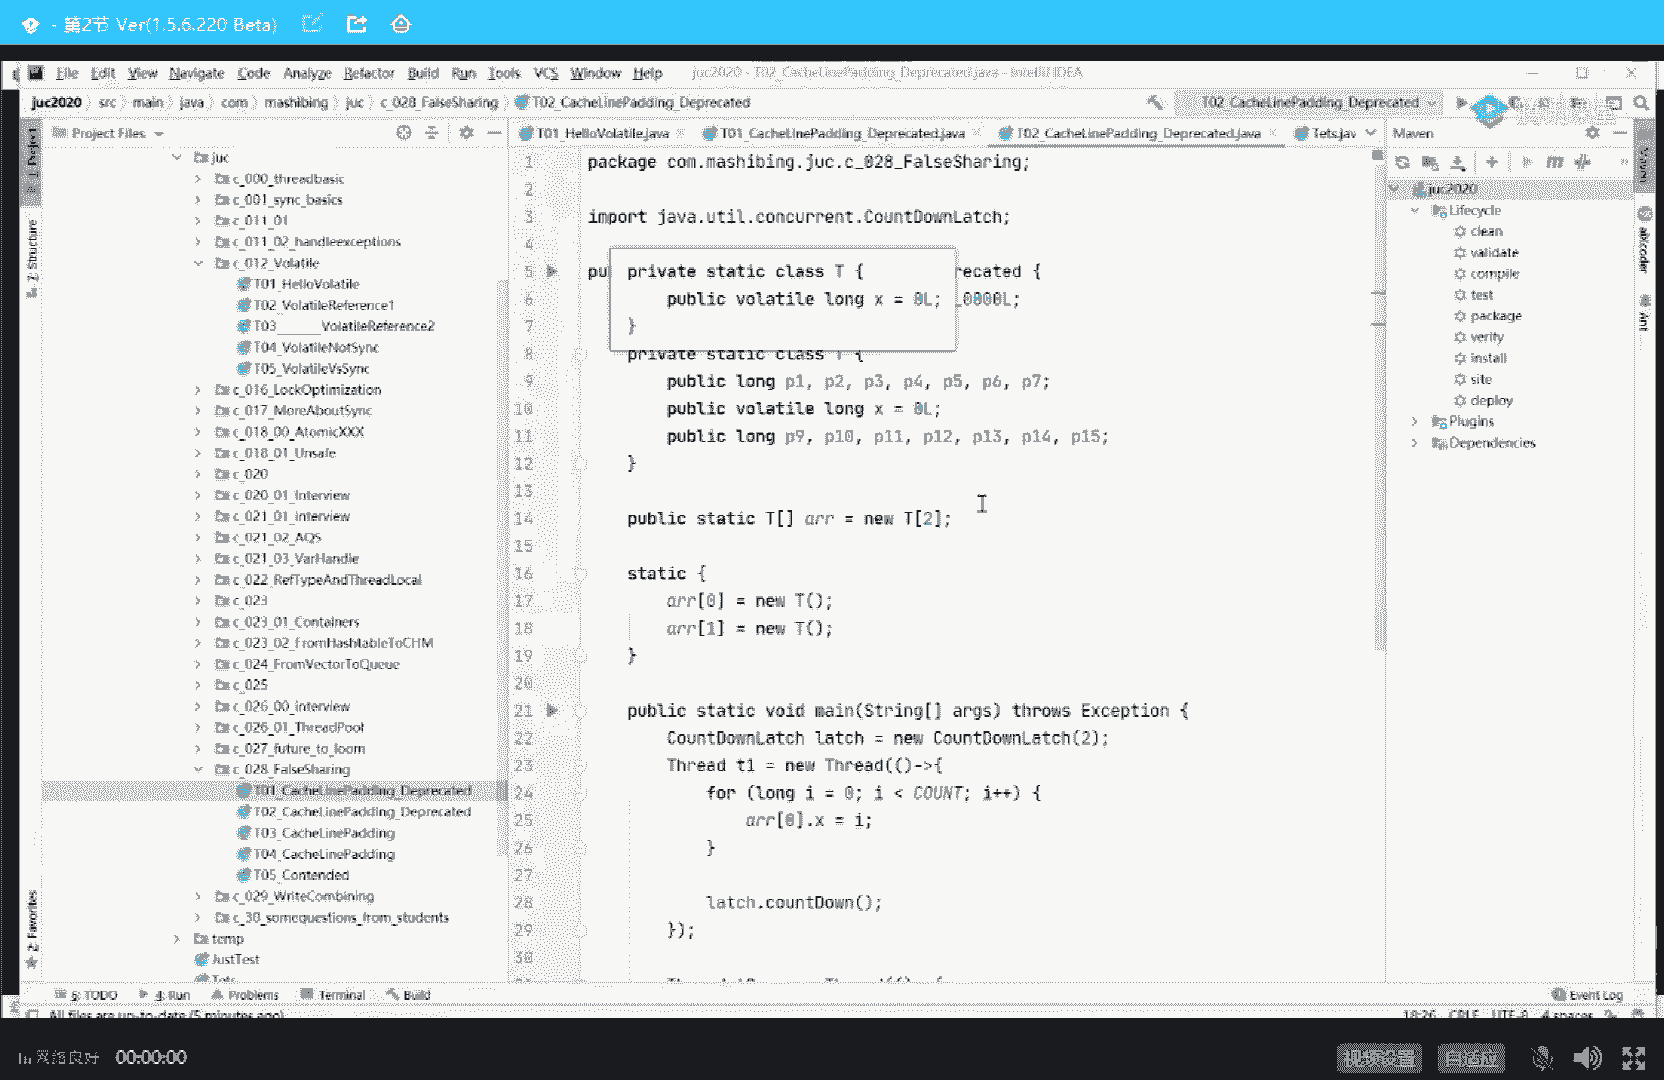 - 第2节 Ver(1.5.6.220 Beta)
File Edit View Navigate Code Analyze Refactor Build Run Tools VCS Window Help juc2020 - T02_CacheLinePadding_Deprecated.java - IntelliJ IDEA
juc2020 src main java com mashibing juc c_028_FalseSharing T02_CacheLinePadding_Deprecated T02_CacheLinePadding_Deprecated
Project Files T01_HelloVolatile.java T01_CacheLinePadding_Deprecated.java T02_CacheLinePadding_Deprecated.java Tets.jav Maven
1: Project
Z: Structure
2: Favorites
juc
c_000_threadbasic
c_001_sync_basics
c_011_01
c_011_02_handleexceptions
c_012_Volatile
T01_HelloVolatile
T02_VolatileReference1
T03______VolatileReference2
T04_VolatileNotSync
T05_VolatileVsSync
c_016_LockOptimization
c_017_MoreAboutSync
c_018_00_AtomicXXX
c_018_01_Unsafe
c_020
c_020_01_Interview
c_021_01_interview
c_021_02_AQS
c_021_03_VarHandle
c_022_RefTypeAndThreadLocal
c_023
c_023_01_Containers
c_023_02_FromHashtableToCHM
c_024_FromVectorToQueue
c_025
c_026_00_interview
c_026_01_ThreadPool
c_027_future_to_loom
c_028_FalseSharing
T01_CacheLinePadding_Deprecated
T02_CacheLinePadding_Deprecated
T03_CacheLinePadding
T04_CacheLinePadding
T05_Contended
c_029_WriteCombining
c_30_somequestions_from_students
temp
JustTest
Tets
1 package com.mashibing.juc.c_028_FalseSharing;
2
3 import java.util.concurrent.CountDownLatch;
4
5 pu private static class T { recated {
6 public volatile long x = 0L; _0000L;
7 }
8 private static class T {
9 public long p1, p2, p3, p4, p5, p6, p7;
10 public volatile long x = 0L;
11 public long p9, p10, p11, p12, p13, p14, p15;
12 }
13
14 public static T[] arr = new T[2];
15
16 static {
17 arr[0] = new T();
18 arr[1] = new T();
19 }
20
21 public static void main(String[] args) throws Exception {
22 CountDownLatch latch = new CountDownLatch(2);
23 Thread t1 = new Thread(()->{
24 for (long i = 0; i < COUNT; i++) {
25 arr[0].x = i;
26 }
27
28 latch.countDown();
29 });
30
juc2020
Lifecycle
clean
validate
compile
test
package
verify
install
site
deploy
Plugins
Dependencies
Maven
aiXcoder
Ant
6: TODO 4: Run Problems Terminal Build Event Log
All files are up-to-date (5 minutes ago) 18:26 CRLF UTF-8 4 spaces
网络良好 00:00:00 视频设置 自适应